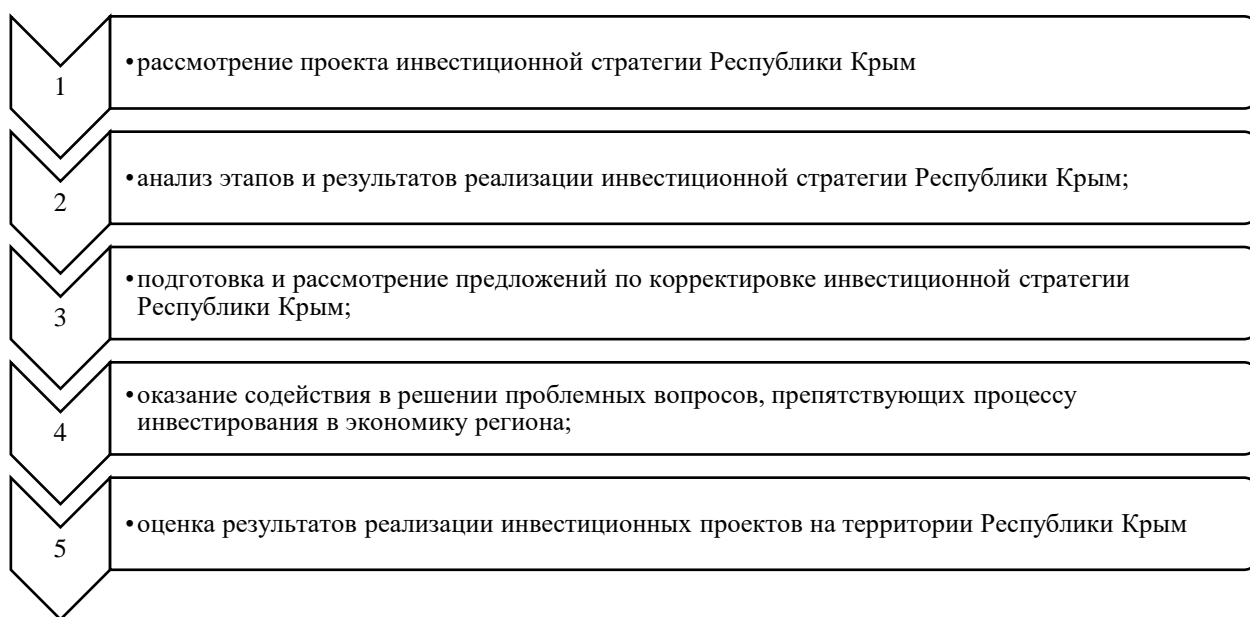 1
•рассмотрение проекта инвестиционной стратегии Республики Крым
2
•анализ этапов и результатов реализации инвестиционной стратегии Республики Крым;
3
•подготовка и рассмотрение предложений по корректировке инвестиционной стратегии
Республики Крым;
4
•оказание содействия в решении проблемных вопросов, препятствующих процессу
инвестирования в экономику региона;
5
•оценка результатов реализации инвестиционных проектов на территории Республики Крым